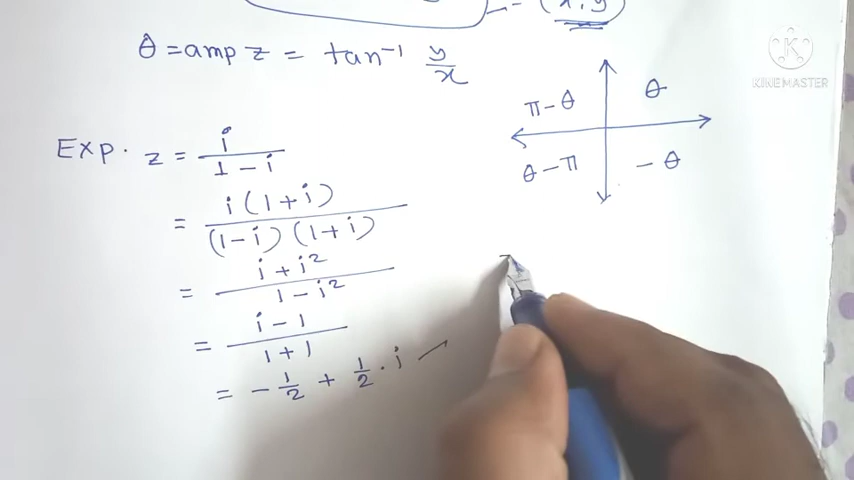 (x, y)
θ = amp z = tan⁻¹ y/x
π-θ θ
θ-π -θ
Exp. z = i/(1-i)
= i(1+i)/(1-i)(1+i)
= (i+i²)/(1-i²)
= (i-1)/(1+1)
= -1/2 + 1/2 · i
K
KINEMASTER